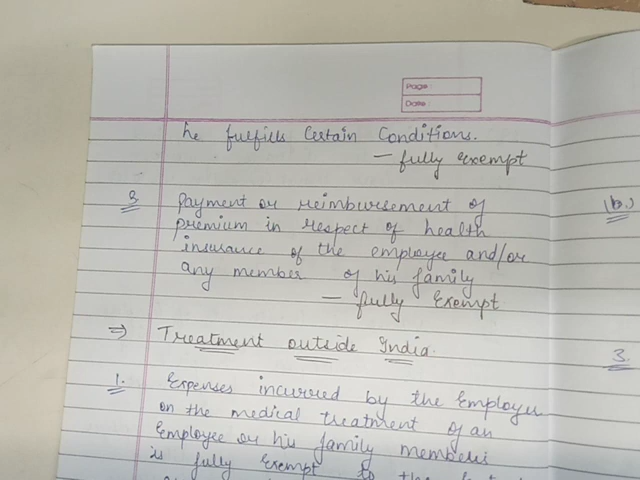 Page
Date
he fulfills Certain Conditions.
— fully exempt
3 Payment or reimbursement of
premium in respect of health
insurance of the employee and/or
any member of his family
— fully Exempt
(b.)
⇒ Treatment outside India.
3.
1. Expenses incurred by the Employer
on the medical treatment of an
Employee or his family members
is fully exempt to the